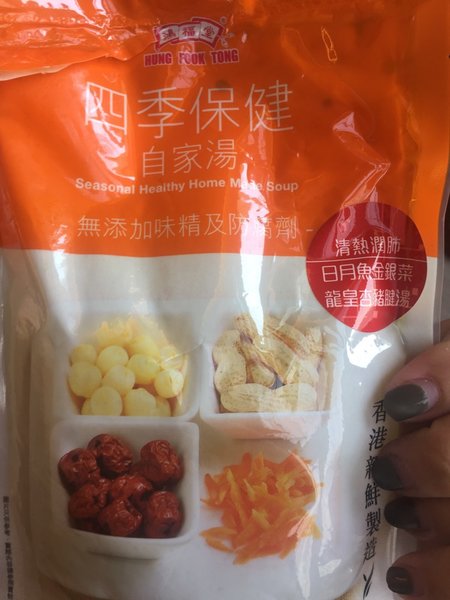 鴻福堂
HUNG FOOK TONG
四季保健
自家湯
Seasonal Healthy Home Made Soup
- 無添加味精及防腐劑 -
清熱潤肺
日月魚金銀菜
龍皇杏豬𦟌湯
香港新鮮製造